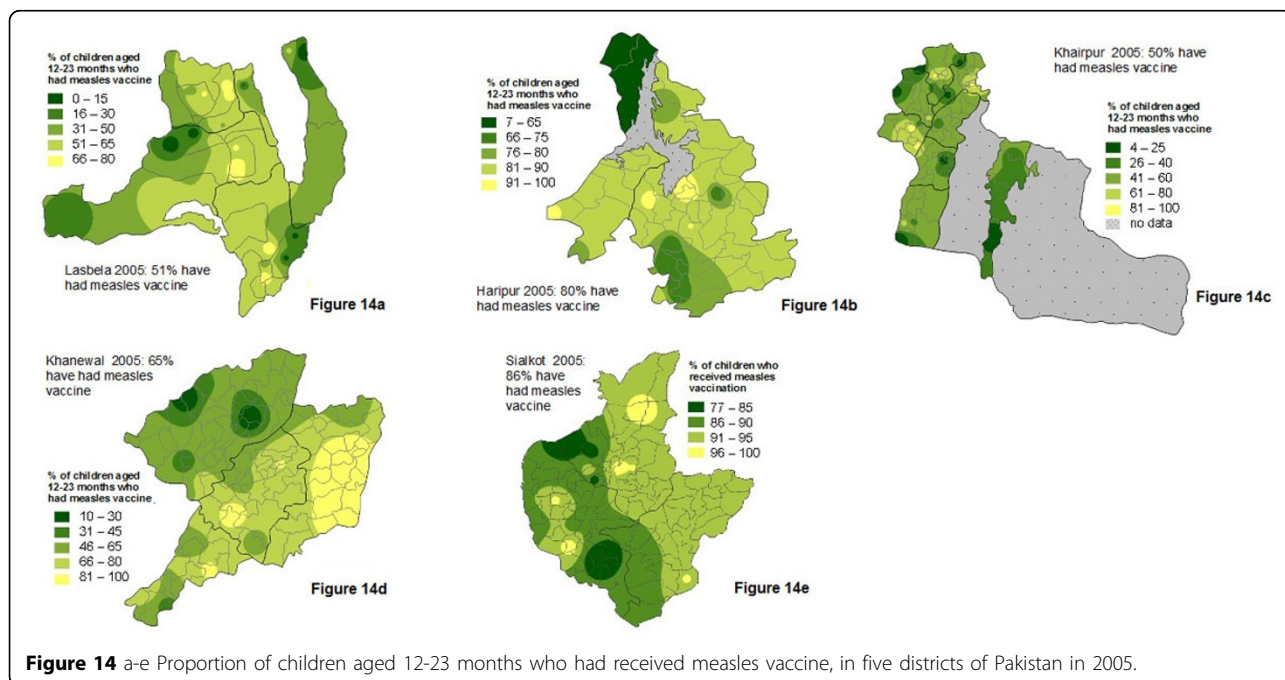 % of children aged
12-23 months who
had measles vaccine
0 – 15
16 – 30
31 – 50
51 – 65
66 – 80
Lasbela 2005: 51% have
had measles vaccine
Figure 14a
% of children aged
12-23 months who
had measles vaccine
7 – 65
66 – 75
76 – 80
81 – 90
91 – 100
Haripur 2005: 80% have
had measles vaccine
Figure 14b
Khairpur 2005: 50% have
had measles vaccine
% of children aged
12-23 months who
had measles vaccine
4 – 25
26 – 40
41 – 60
61 – 80
81 – 100
no data
Figure 14c
Khanewal 2005: 65%
have had measles
vaccine
% of children aged
12-23 months who
had measles vaccine
10 – 30
31 – 45
46 – 65
66 – 80
81 – 100
Figure 14d
Sialkot 2005:
86% have
had measles
vaccine
% of children who
received measles
vaccination
77 – 85
86 – 90
91 – 95
96 – 100
Figure 14e
Figure 14 a-e Proportion of children aged 12-23 months who had received measles vaccine, in five districts of Pakistan in 2005.